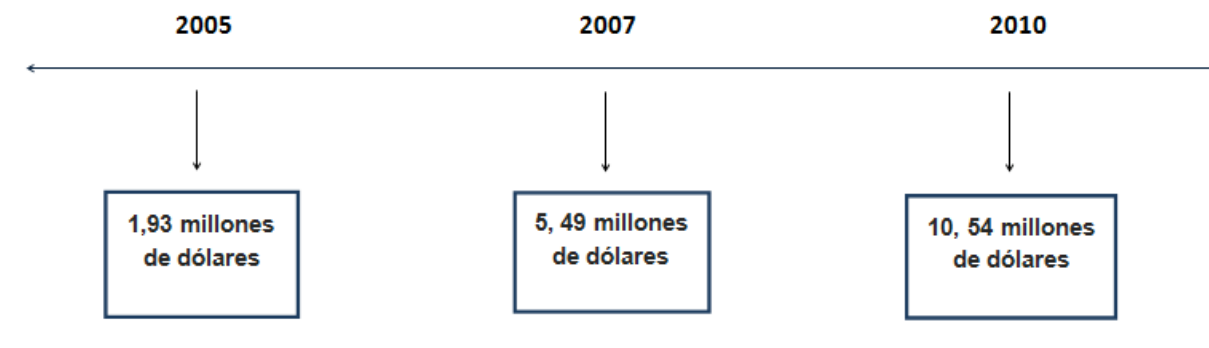 2005
2007
2010
1,93 millones
de dólares
5, 49 millones
de dólares
10, 54 millones
de dólares